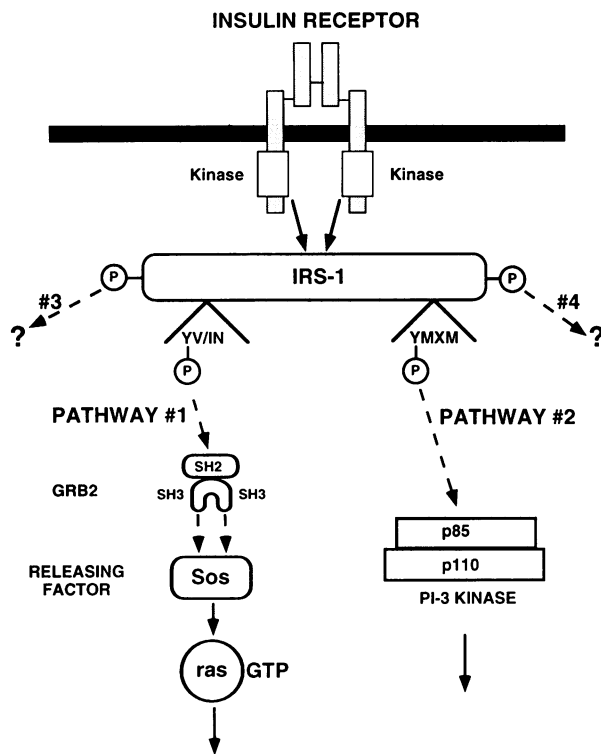 INSULIN RECEPTOR
Kinase
Kinase
P
IRS-1
P
#3
#4
?
?
YV/IN
YMXM
P
P
PATHWAY #1
PATHWAY #2
SH2
GRB2
SH3
SH3
p85
RELEASING
FACTOR
Sos
p110
PI-3 KINASE
ras
GTP